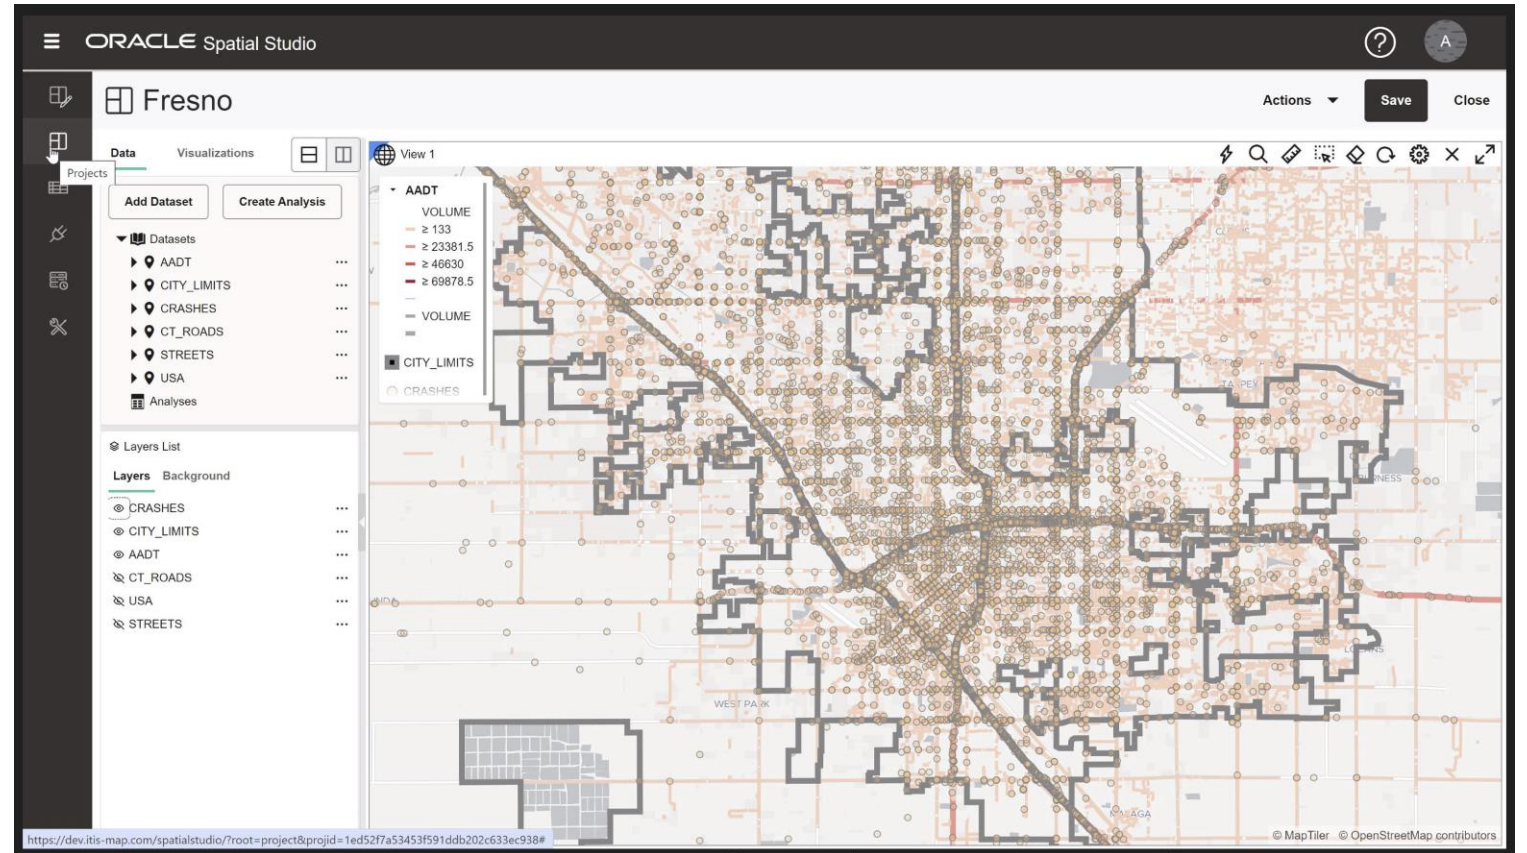 ORACLE Spatial Studio
A
Fresno
Actions
Save
Close
Projects
Data
Visualizations
View 1
Add Dataset
Create Analysis
Datasets
AADT
CITY_LIMITS
CRASHES
CT_ROADS
STREETS
USA
Analyses
Layers List
Layers
Background
CRASHES
CITY_LIMITS
AADT
CT_ROADS
USA
STREETS
AADT
VOLUME
≥ 133
≥ 23381.5
≥ 46630
≥ 69878.5
VOLUME
CITY_LIMITS
CRASHES
WEST PARK
https://dev.itis-map.com/spatialstudio/?root=project&projid=1ed52f7a53453f591ddb202c633ec938#
© MapTiler © OpenStreetMap contributors